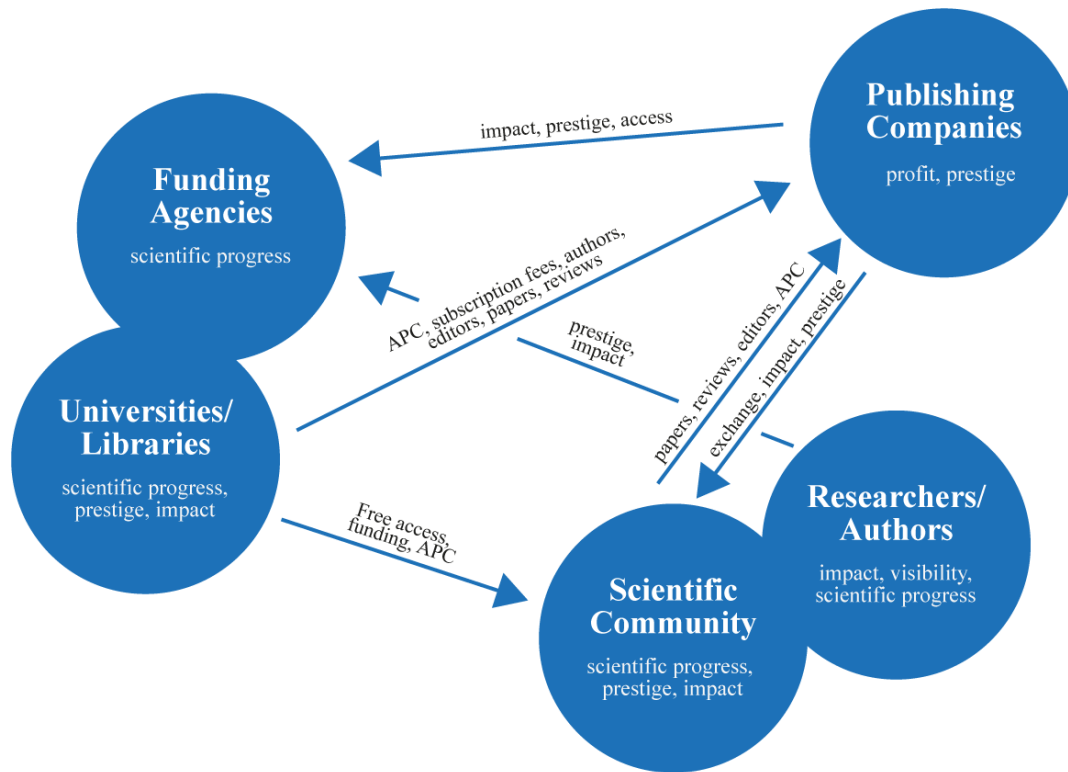 Publishing
Companies
profit, prestige
impact, prestige, access
Funding
Agencies
scientific progress
APC, subscription fees, authors,
editors, papers, reviews
prestige,
impact
papers, reviews, editors, APC
exchange, impact, prestige
Universities/
Libraries
scientific progress,
prestige, impact
Free access,
funding, APC
Researchers/
Authors
impact, visibility,
scientific progress
Scientific
Community
scientific progress,
prestige, impact